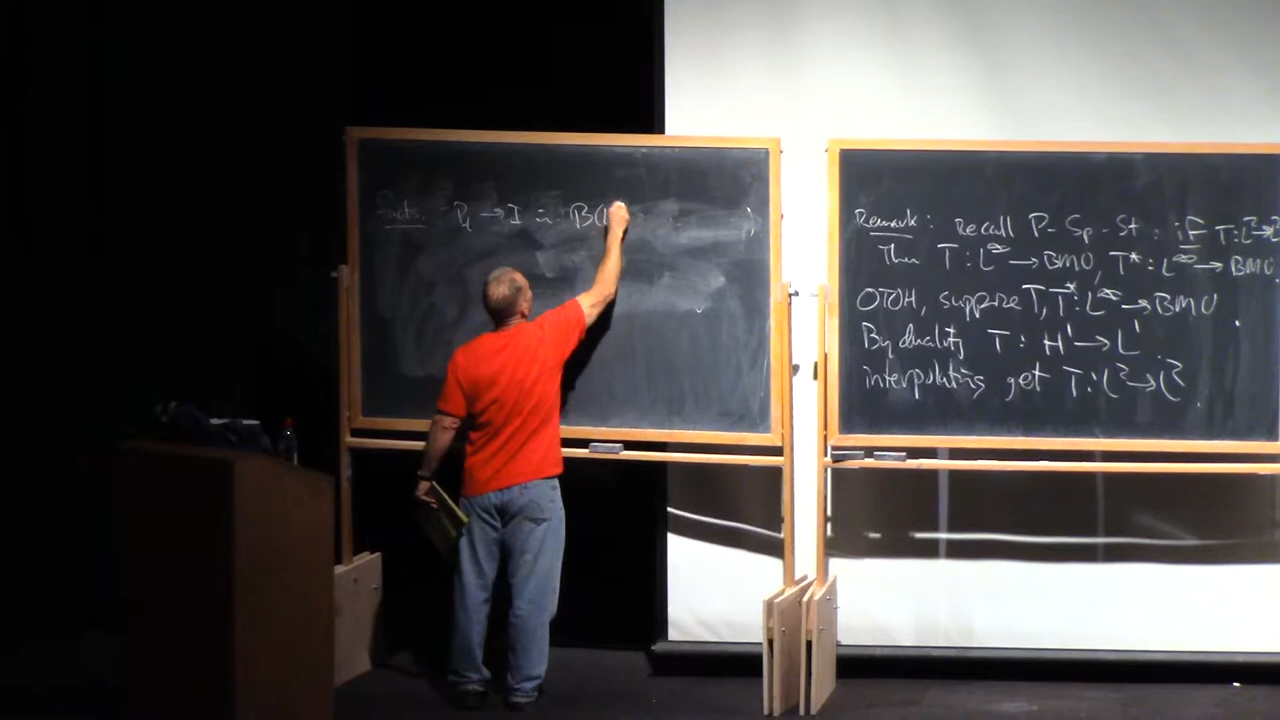 Facts. P_t → I in B(L
Remark: Recall P-Sp-St: if T: L²→L²
Then T: L^∞ → BMO, T*: L^∞ → BMO
OTOH, suppose T, T*: L^∞ → BMO
By duality T: H¹ → L¹
interpolating get T: L² → L²